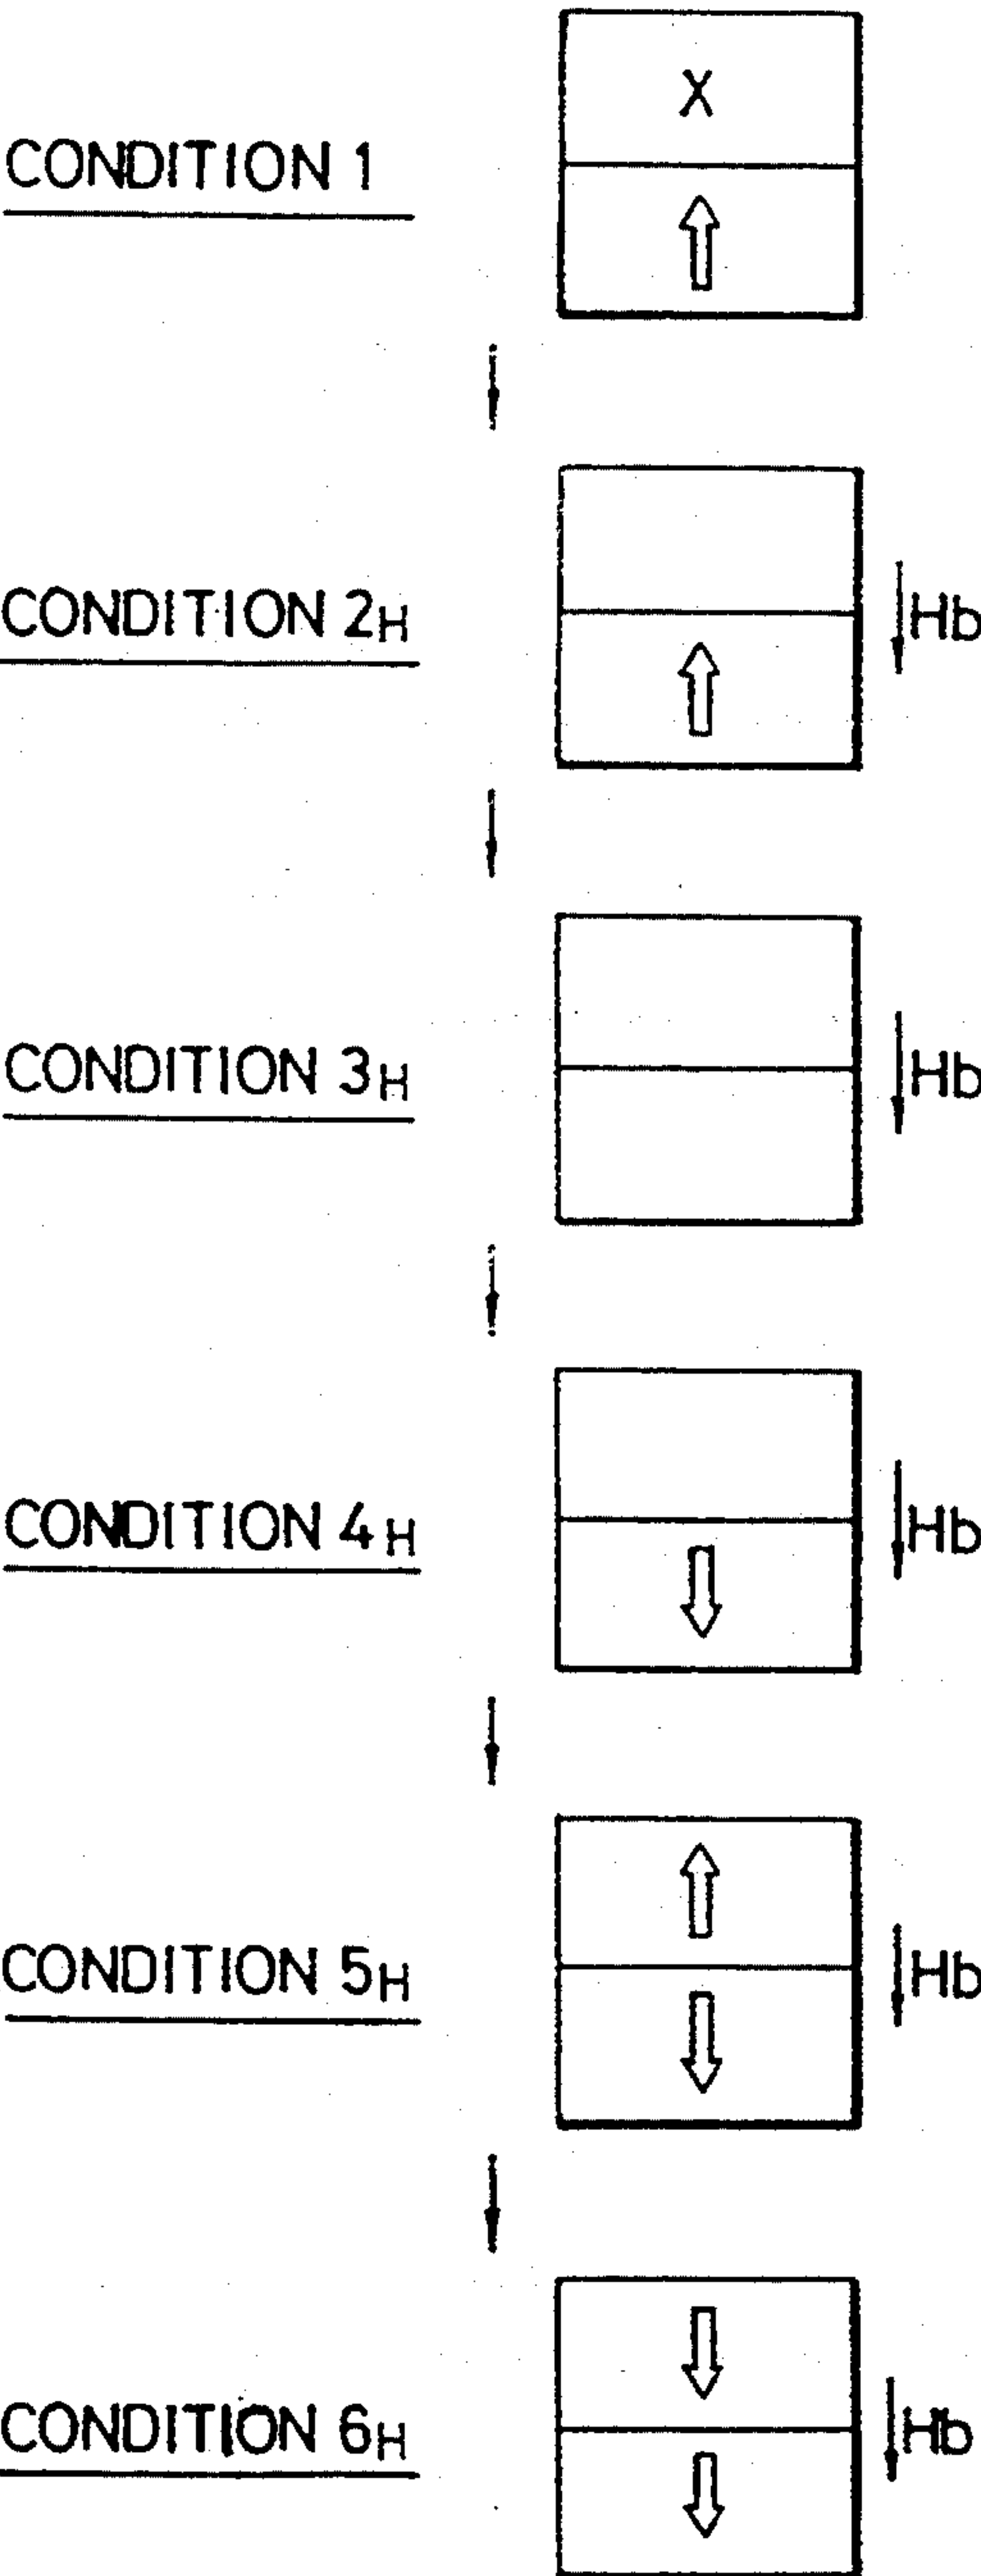 X
CONDITION 1
CONDITION 2H
Hb
CONDITION 3H
Hb
CONDITION 4H
Hb
CONDITION 5H
Hb
CONDITION 6H
Hb